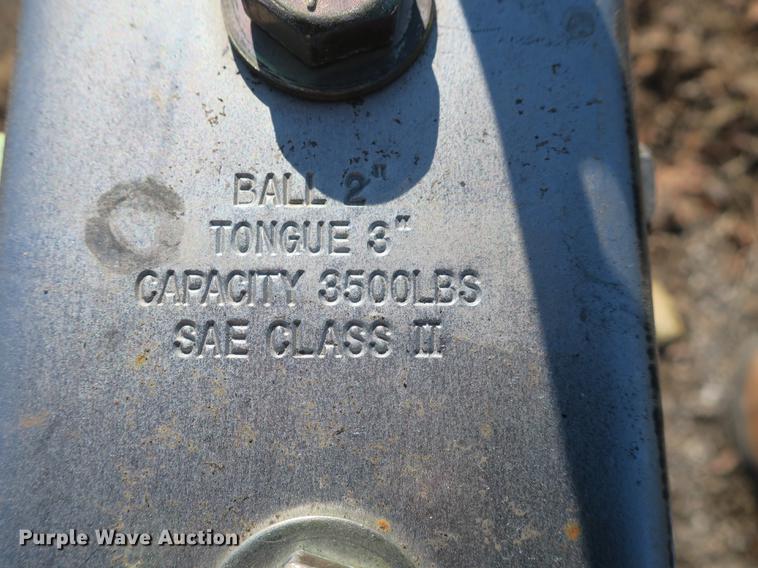 BALL 2"
TONGUE 3"
CAPACITY 3500LBS
SAE CLASS II
Purple Wave Auction